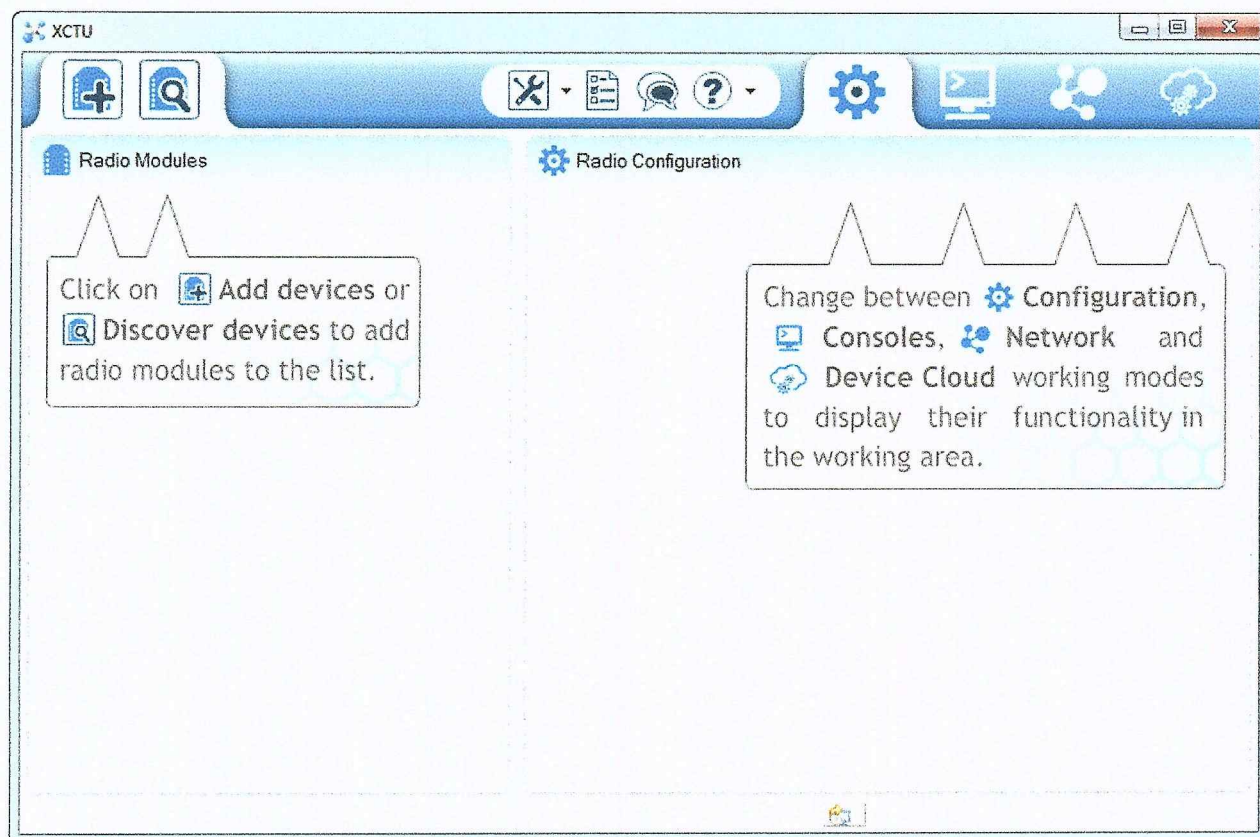 XCTU
Radio Modules
Radio Configuration
Click on Add devices or
Discover devices to add
radio modules to the list.
Change between Configuration,
Consoles, Network and
Device Cloud working modes
to display their functionality in
the working area.